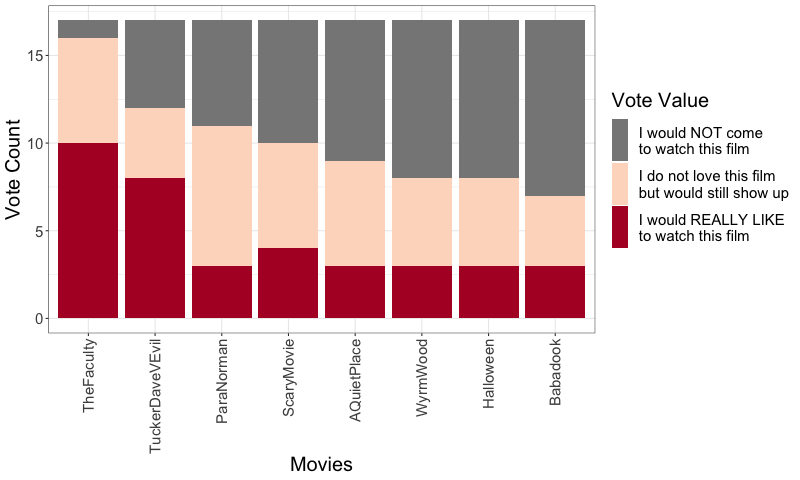 Vote Count
15
10
5
0
TheFaculty
TuckerDaveVEvil
ParaNorman
ScaryMovie
AQuietPlace
WyrmWood
Halloween
Babadook
Movies
Vote Value
I would NOT come
to watch this film
I do not love this film
but would still show up
I would REALLY LIKE
to watch this film